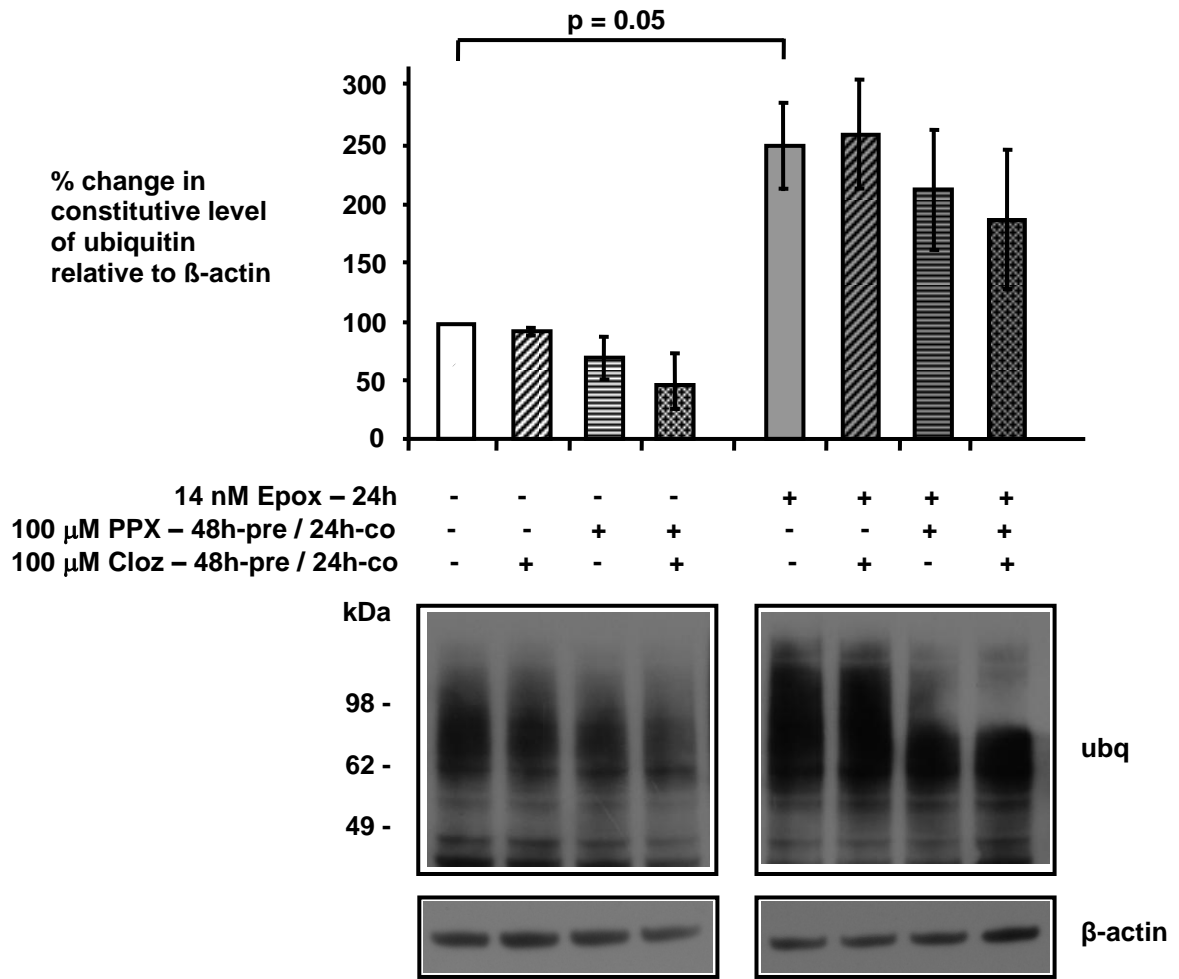 p = 0.05
300
250
200
150
100
50
0
% change in
constitutive level
of ubiquitin
relative to ß-actin
14 nM Epox – 24h - - - - + + + +
100 μM PPX – 48h-pre / 24h-co - - + + - - + +
100 μM Cloz – 48h-pre / 24h-co - + - + - + - +
kDa
98 -
62 -
49 -
ubq
β-actin